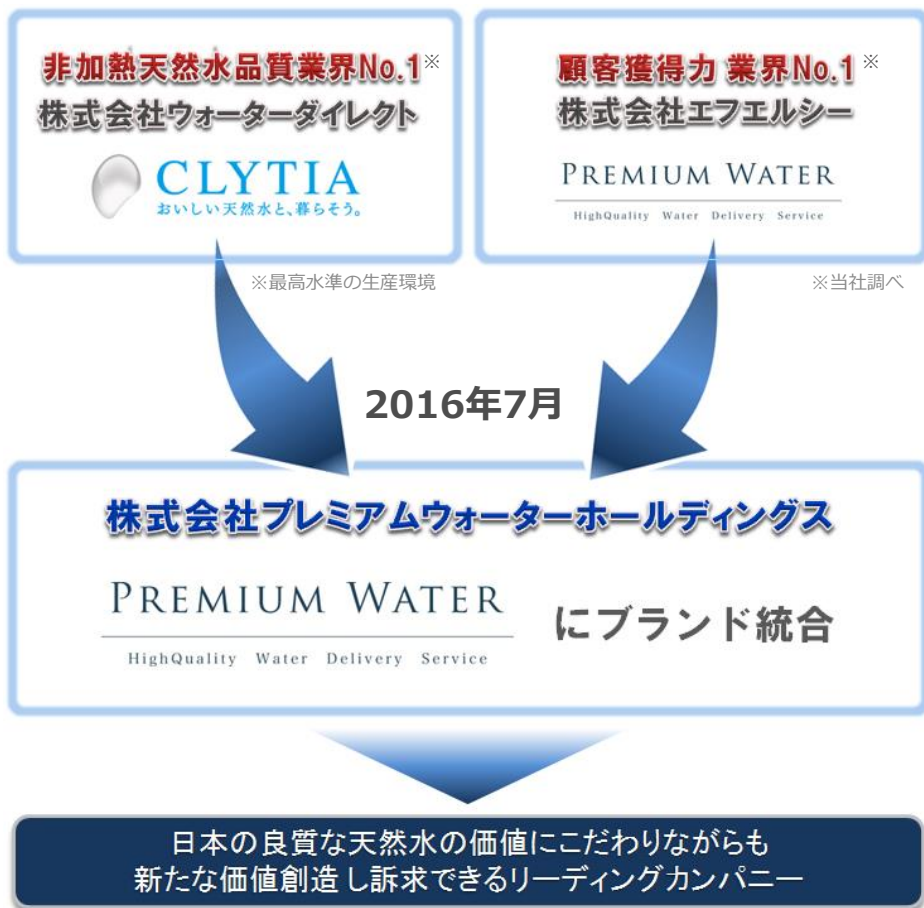 非加熱天然水品質業界No.1※
株式会社ウォーターダイレクト
CLYTIA
おいしい天然水と、暮らそう。
※最高水準の生産環境
顧客獲得力 業界No.1※
株式会社エフエルシー
PREMIUM WATER
HighQuality Water Delivery Service
※当社調べ
2016年7月
株式会社プレミアムウォーターホールディングス
PREMIUM WATER
HighQuality Water Delivery Service
にブランド統合
日本の良質な天然水の価値にこだわりながらも
新たな価値創造し訴求できるリーディングカンパニー